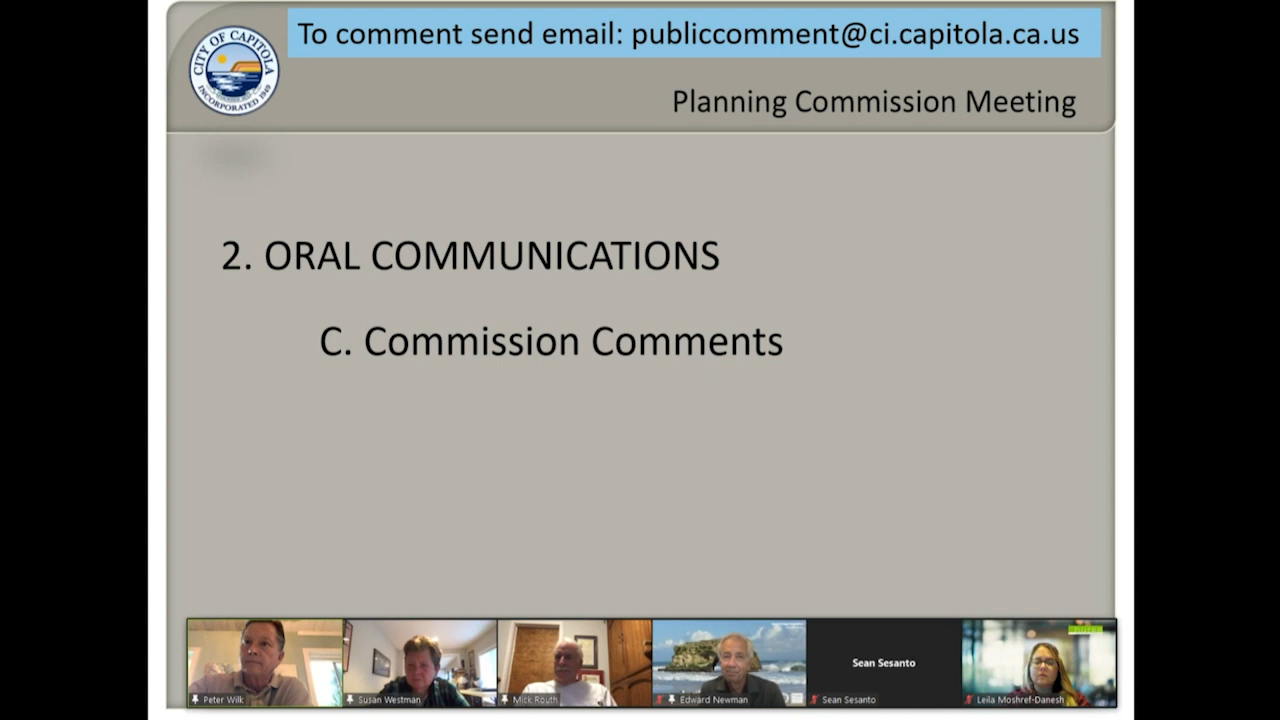 To comment send email: publiccomment@ci.capitola.ca.us
CITY OF CAPITOLA
INCORPORATED 1949
Planning Commission Meeting
2. ORAL COMMUNICATIONS
C. Commission Comments
Sean Sesanto
Peter Wilk
Susan Westman
Mick Routh
Edward Newman
Sean Sesanto
Leila Moshref-Danesh